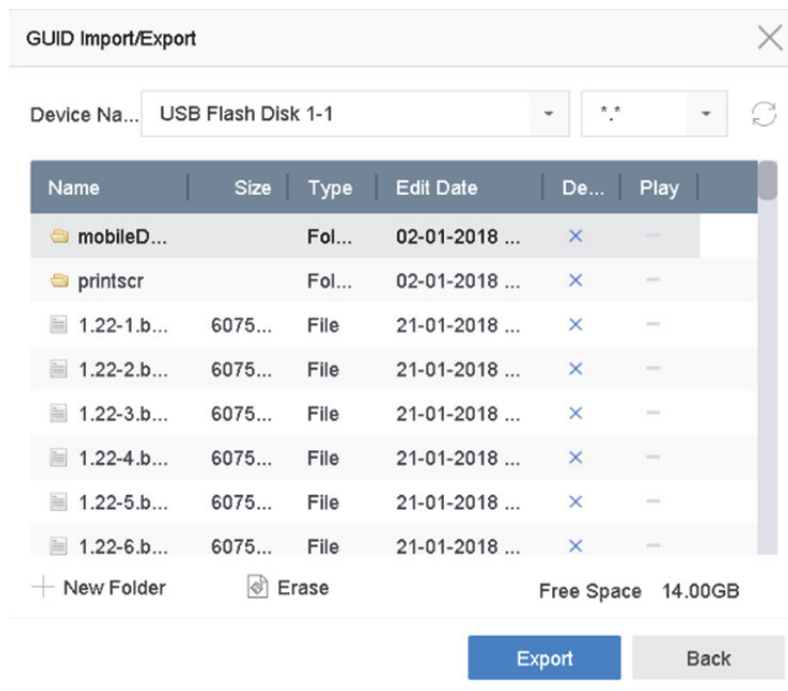 GUID Import/Export
Device Na... USB Flash Disk 1-1 *.*
Name Size Type Edit Date De... Play
mobileD... Fol... 02-01-2018 ...
printscr Fol... 02-01-2018 ...
1.22-1.b... 6075... File 21-01-2018 ...
1.22-2.b... 6075... File 21-01-2018 ...
1.22-3.b... 6075... File 21-01-2018 ...
1.22-4.b... 6075... File 21-01-2018 ...
1.22-5.b... 6075... File 21-01-2018 ...
1.22-6.b... 6075... File 21-01-2018 ...
New Folder Erase Free Space 14.00GB
Export Back